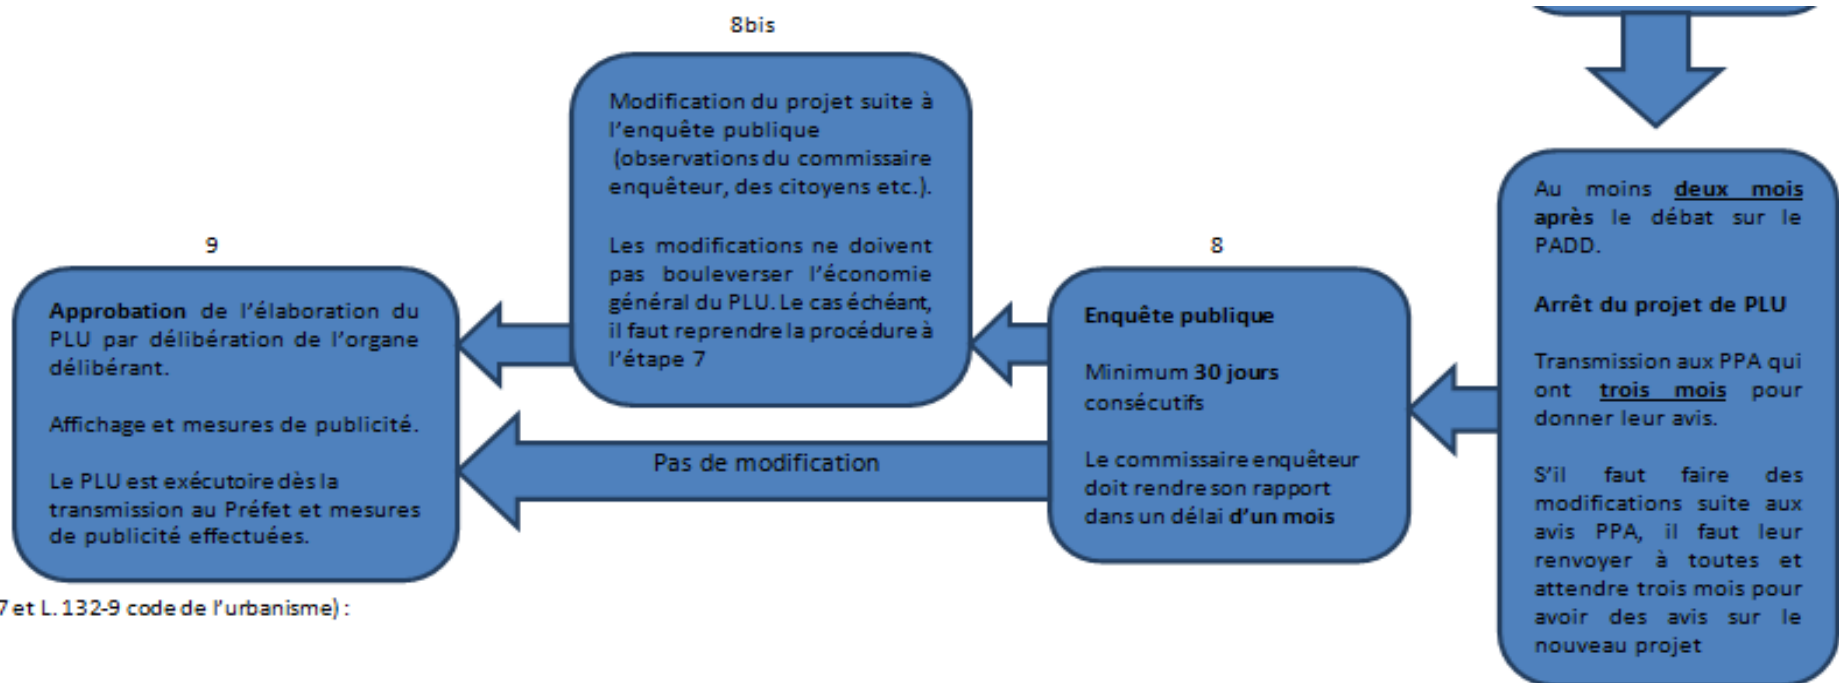 8bis
Modification du projet suite à
l'enquête publique
(observations du commissaire
enquêteur, des citoyens etc.).
Les modifications ne doivent
pas bouleverser l'économie
général du PLU. Le cas échéant,
il faut reprendre la procédure à
l'étape 7
9
Approbation de l'élaboration du
PLU par délibération de l'organe
délibérant.
Affichage et mesures de publicité.
Le PLU est exécutoire dès la
transmission au Préfet et mesures
de publicité effectuées.
Pas de modification
8
Enquête publique
Minimum 30 jours
consécutifs
Le commissaire enquêteur
doit rendre son rapport
dans un délai d'un mois
Au moins deux mois
après le débat sur le
PADD.
Arrêt du projet de PLU
Transmission aux PPA qui
ont trois mois pour
donner leur avis.
S'il faut faire des
modifications suite aux
avis PPA, il faut leur
renvoyer à toutes et
attendre trois mois pour
avoir des avis sur le
nouveau projet
7 et L. 132-9 code de l'urbanisme) :